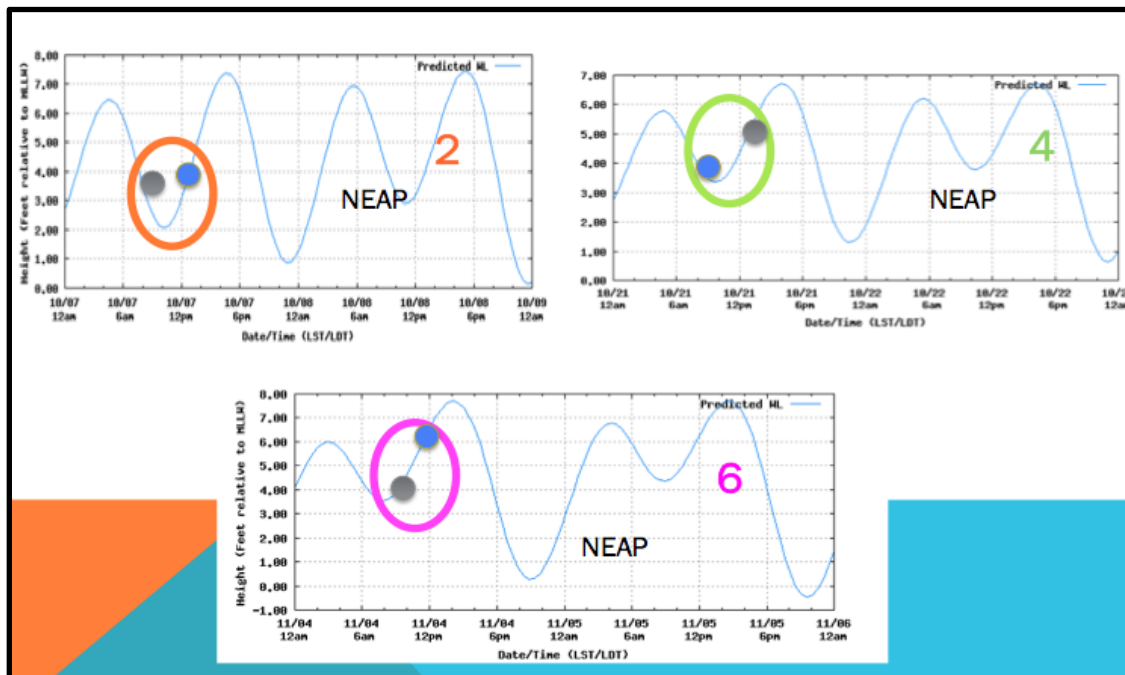 8.00
Predicted WL
7.00
6.00
5.00
4.00
3.00
2.00
1.00
0.00
Height (Feet relative to MLLW)
2
NEAP
10/07 10/07 10/07 10/07 10/08 10/08 10/08 10/08 10/09
12am 6am 12pm 6pm 12am 6am 12pm 6pm 12am
Date/Time (LST/LDT)
7.00
Predicted WL
6.00
5.00
4.00
3.00
2.00
1.00
0.00
4
NEAP
10/21 10/21 10/21 10/21 10/22 10/22 10/22 10/22
12am 6am 12pm 6pm 12am 6am 12pm 6pm
Date/Time (LST/LDT)
8.00
Predicted WL
7.00
6.00
5.00
4.00
3.00
2.00
1.00
0.00
-1.00
Height (Feet relative to MLLW)
6
NEAP
11/04 11/04 11/04 11/04 11/05 11/05 11/05 11/05 11/06
12am 6am 12pm 6pm 12am 6am 12pm 6pm 12am
Date/Time (LST/LDT)